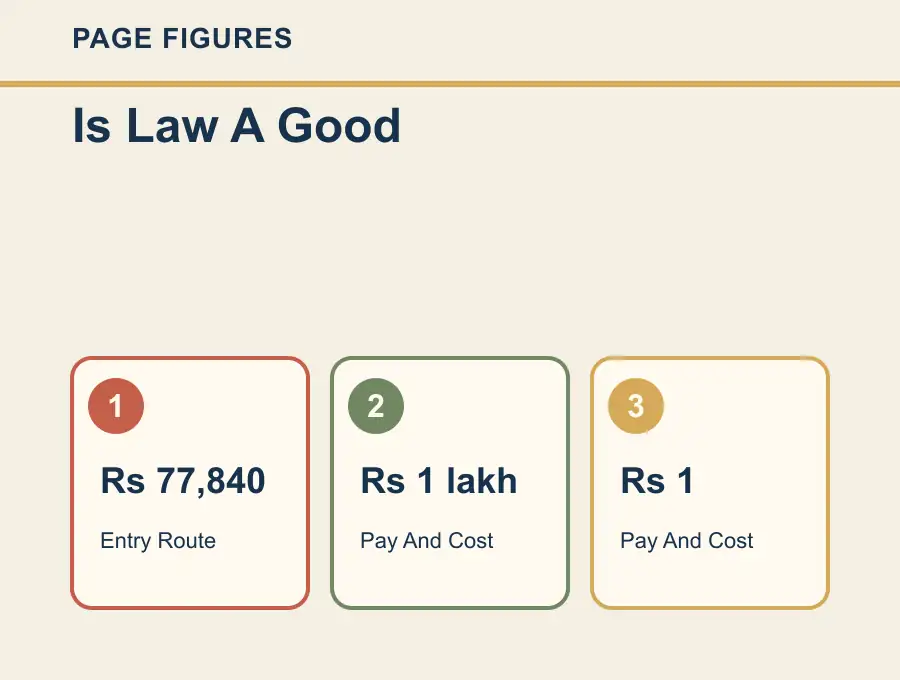 PAGE FIGURES
Is Law A Good
1
Rs 77,840
Entry Route
2
Rs 1 lakh
Pay And Cost
3
Rs 1
Pay And Cost